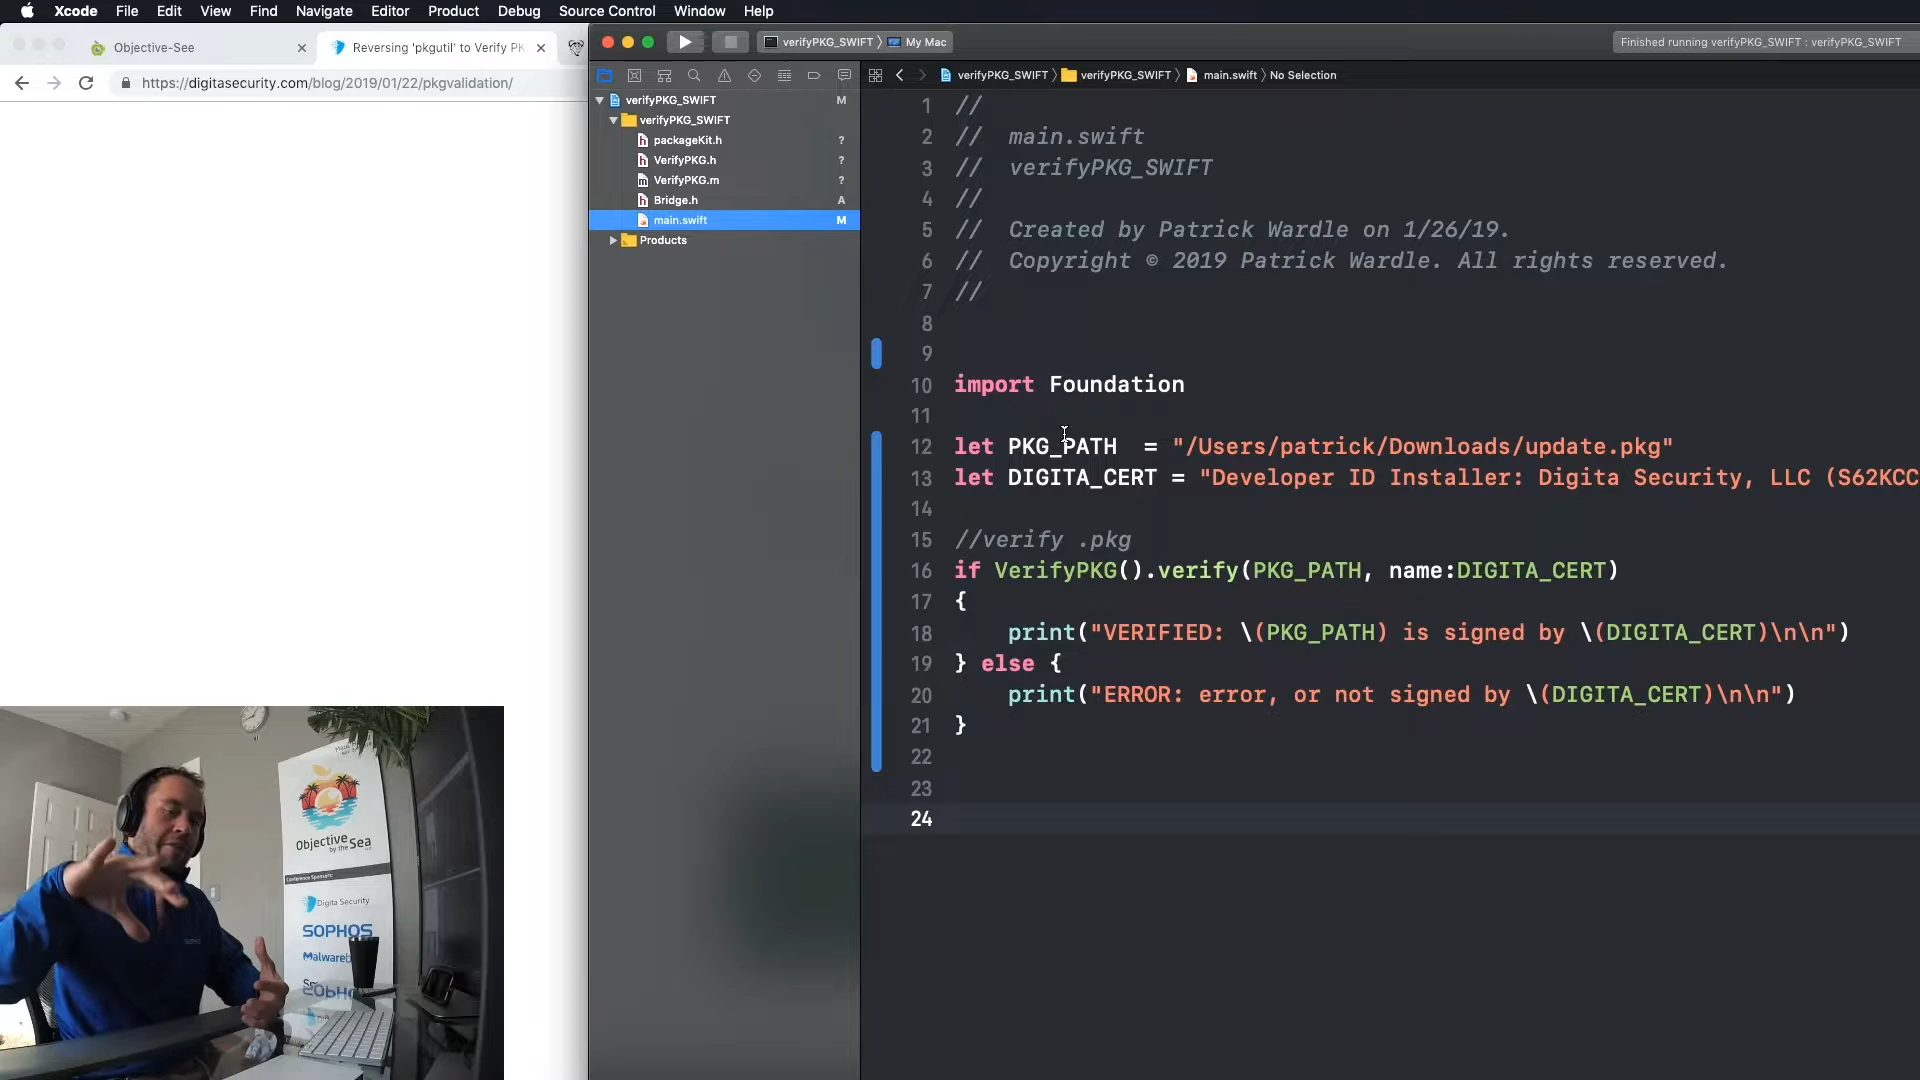 Xcode File Edit View Find Navigate Editor Product Debug Source Control Window Help
Objective-See
Reversing 'pkgutil' to Verify PK
verifyPKG_SWIFT My Mac
Finished running verifyPKG_SWIFT : verifyPKG_SWIFT
https://digitasecurity.com/blog/2019/01/22/pkgvalidation/
verifyPKG_SWIFT verifyPKG_SWIFT main.swift No Selection
verifyPKG_SWIFT M
verifyPKG_SWIFT
packageKit.h ?
VerifyPKG.h ?
VerifyPKG.m ?
Bridge.h A
main.swift M
Products
1 //
2 // main.swift
3 // verifyPKG_SWIFT
4 //
5 // Created by Patrick Wardle on 1/26/19.
6 // Copyright © 2019 Patrick Wardle. All rights reserved.
7 //
8
9
10 import Foundation
11
12 let PKG_PATH = "/Users/patrick/Downloads/update.pkg"
13 let DIGITA_CERT = "Developer ID Installer: Digita Security, LLC (S62KCC
14
15 //verify .pkg
16 if VerifyPKG().verify(PKG_PATH, name:DIGITA_CERT)
17 {
18 print("VERIFIED: \(PKG_PATH) is signed by \(DIGITA_CERT)\n\n")
19 } else {
20 print("ERROR: error, or not signed by \(DIGITA_CERT)\n\n")
21 }
22
23
24
Objective
by the Sea
Conference Sponsors:
Digita Security
SOPHOS
Malwareb